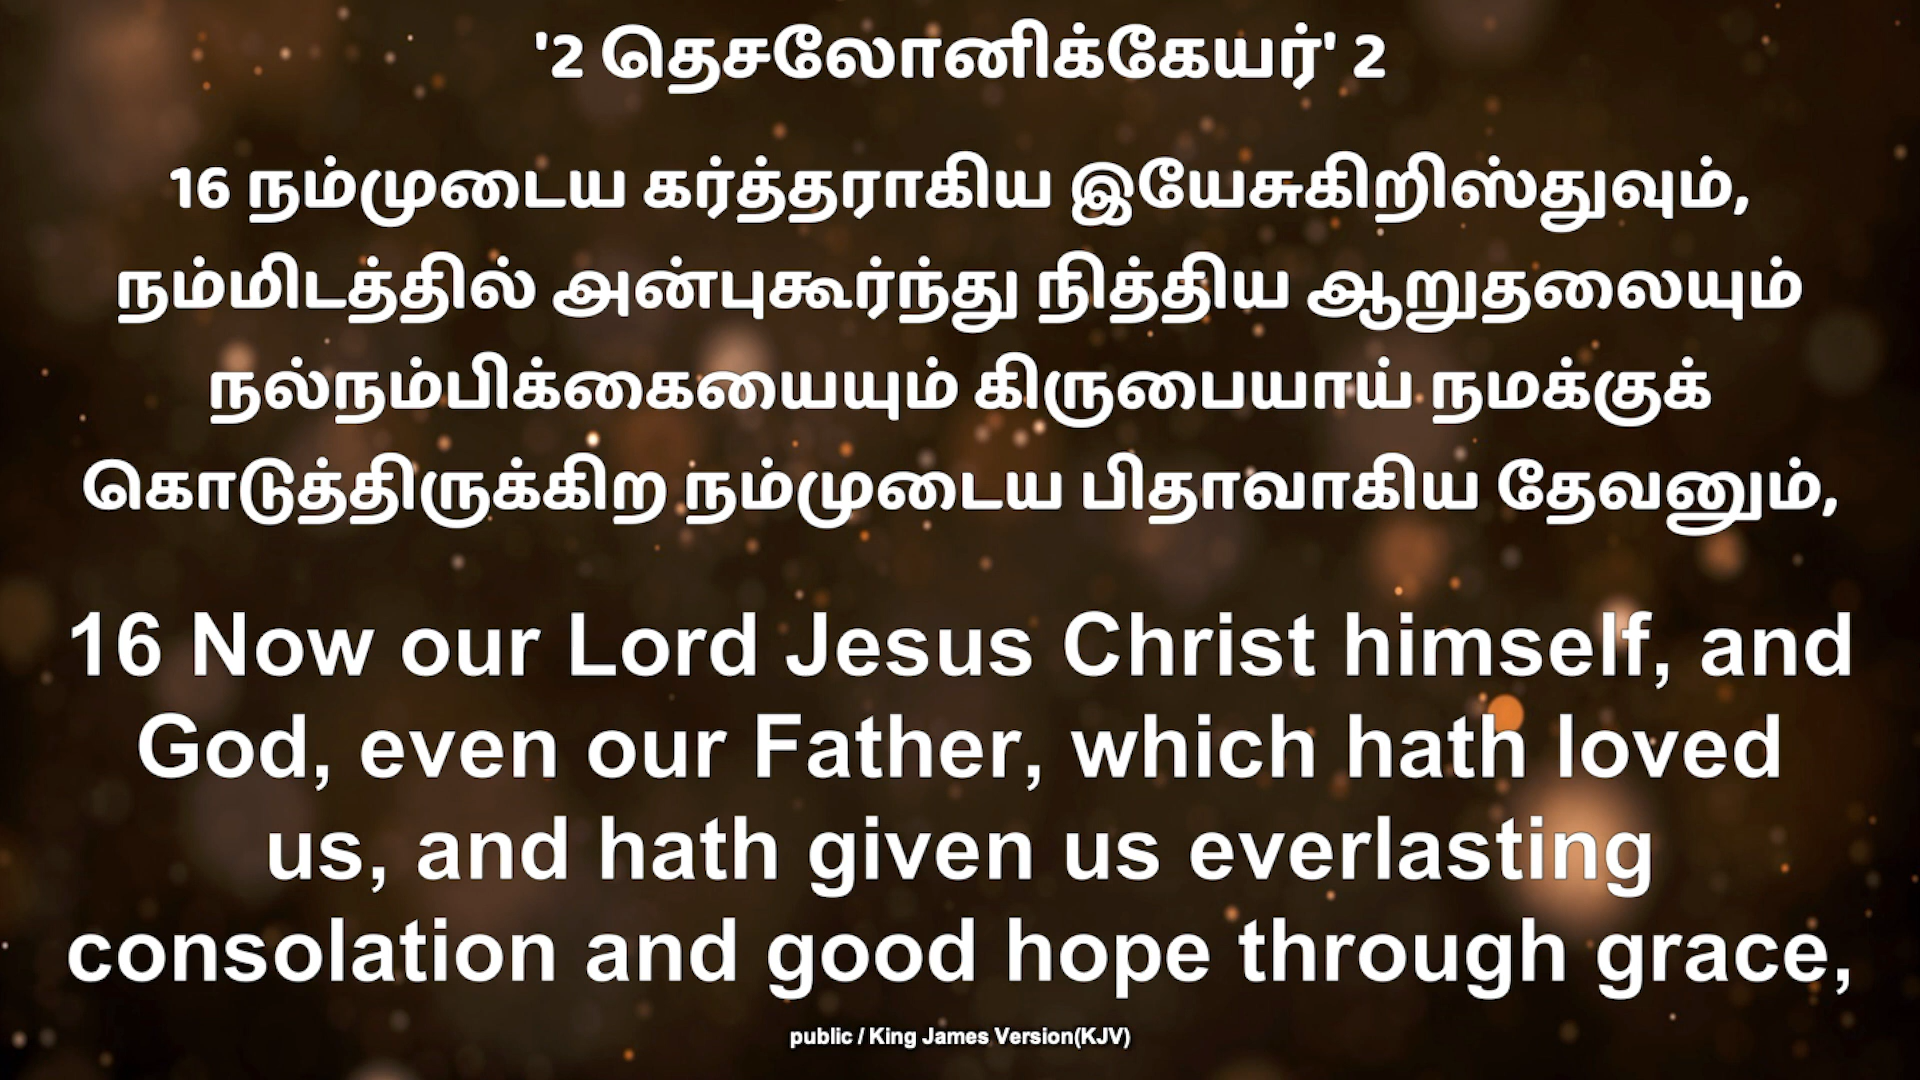 '2 தெசலோனிக்கேயர்' 2
16 நம்முடைய கர்த்தராகிய இயேசுகிறிஸ்துவும்,
நம்மிடத்தில் அன்புகூர்ந்து நித்திய ஆறுதலையும்
நல்நம்பிக்கையையும் கிருபையாய் நமக்குக்
கொடுத்திருக்கிற நம்முடைய பிதாவாகிய தேவனும்,
16 Now our Lord Jesus Christ himself, and
God, even our Father, which hath loved
us, and hath given us everlasting
consolation and good hope through grace,
public / King James Version(KJV)